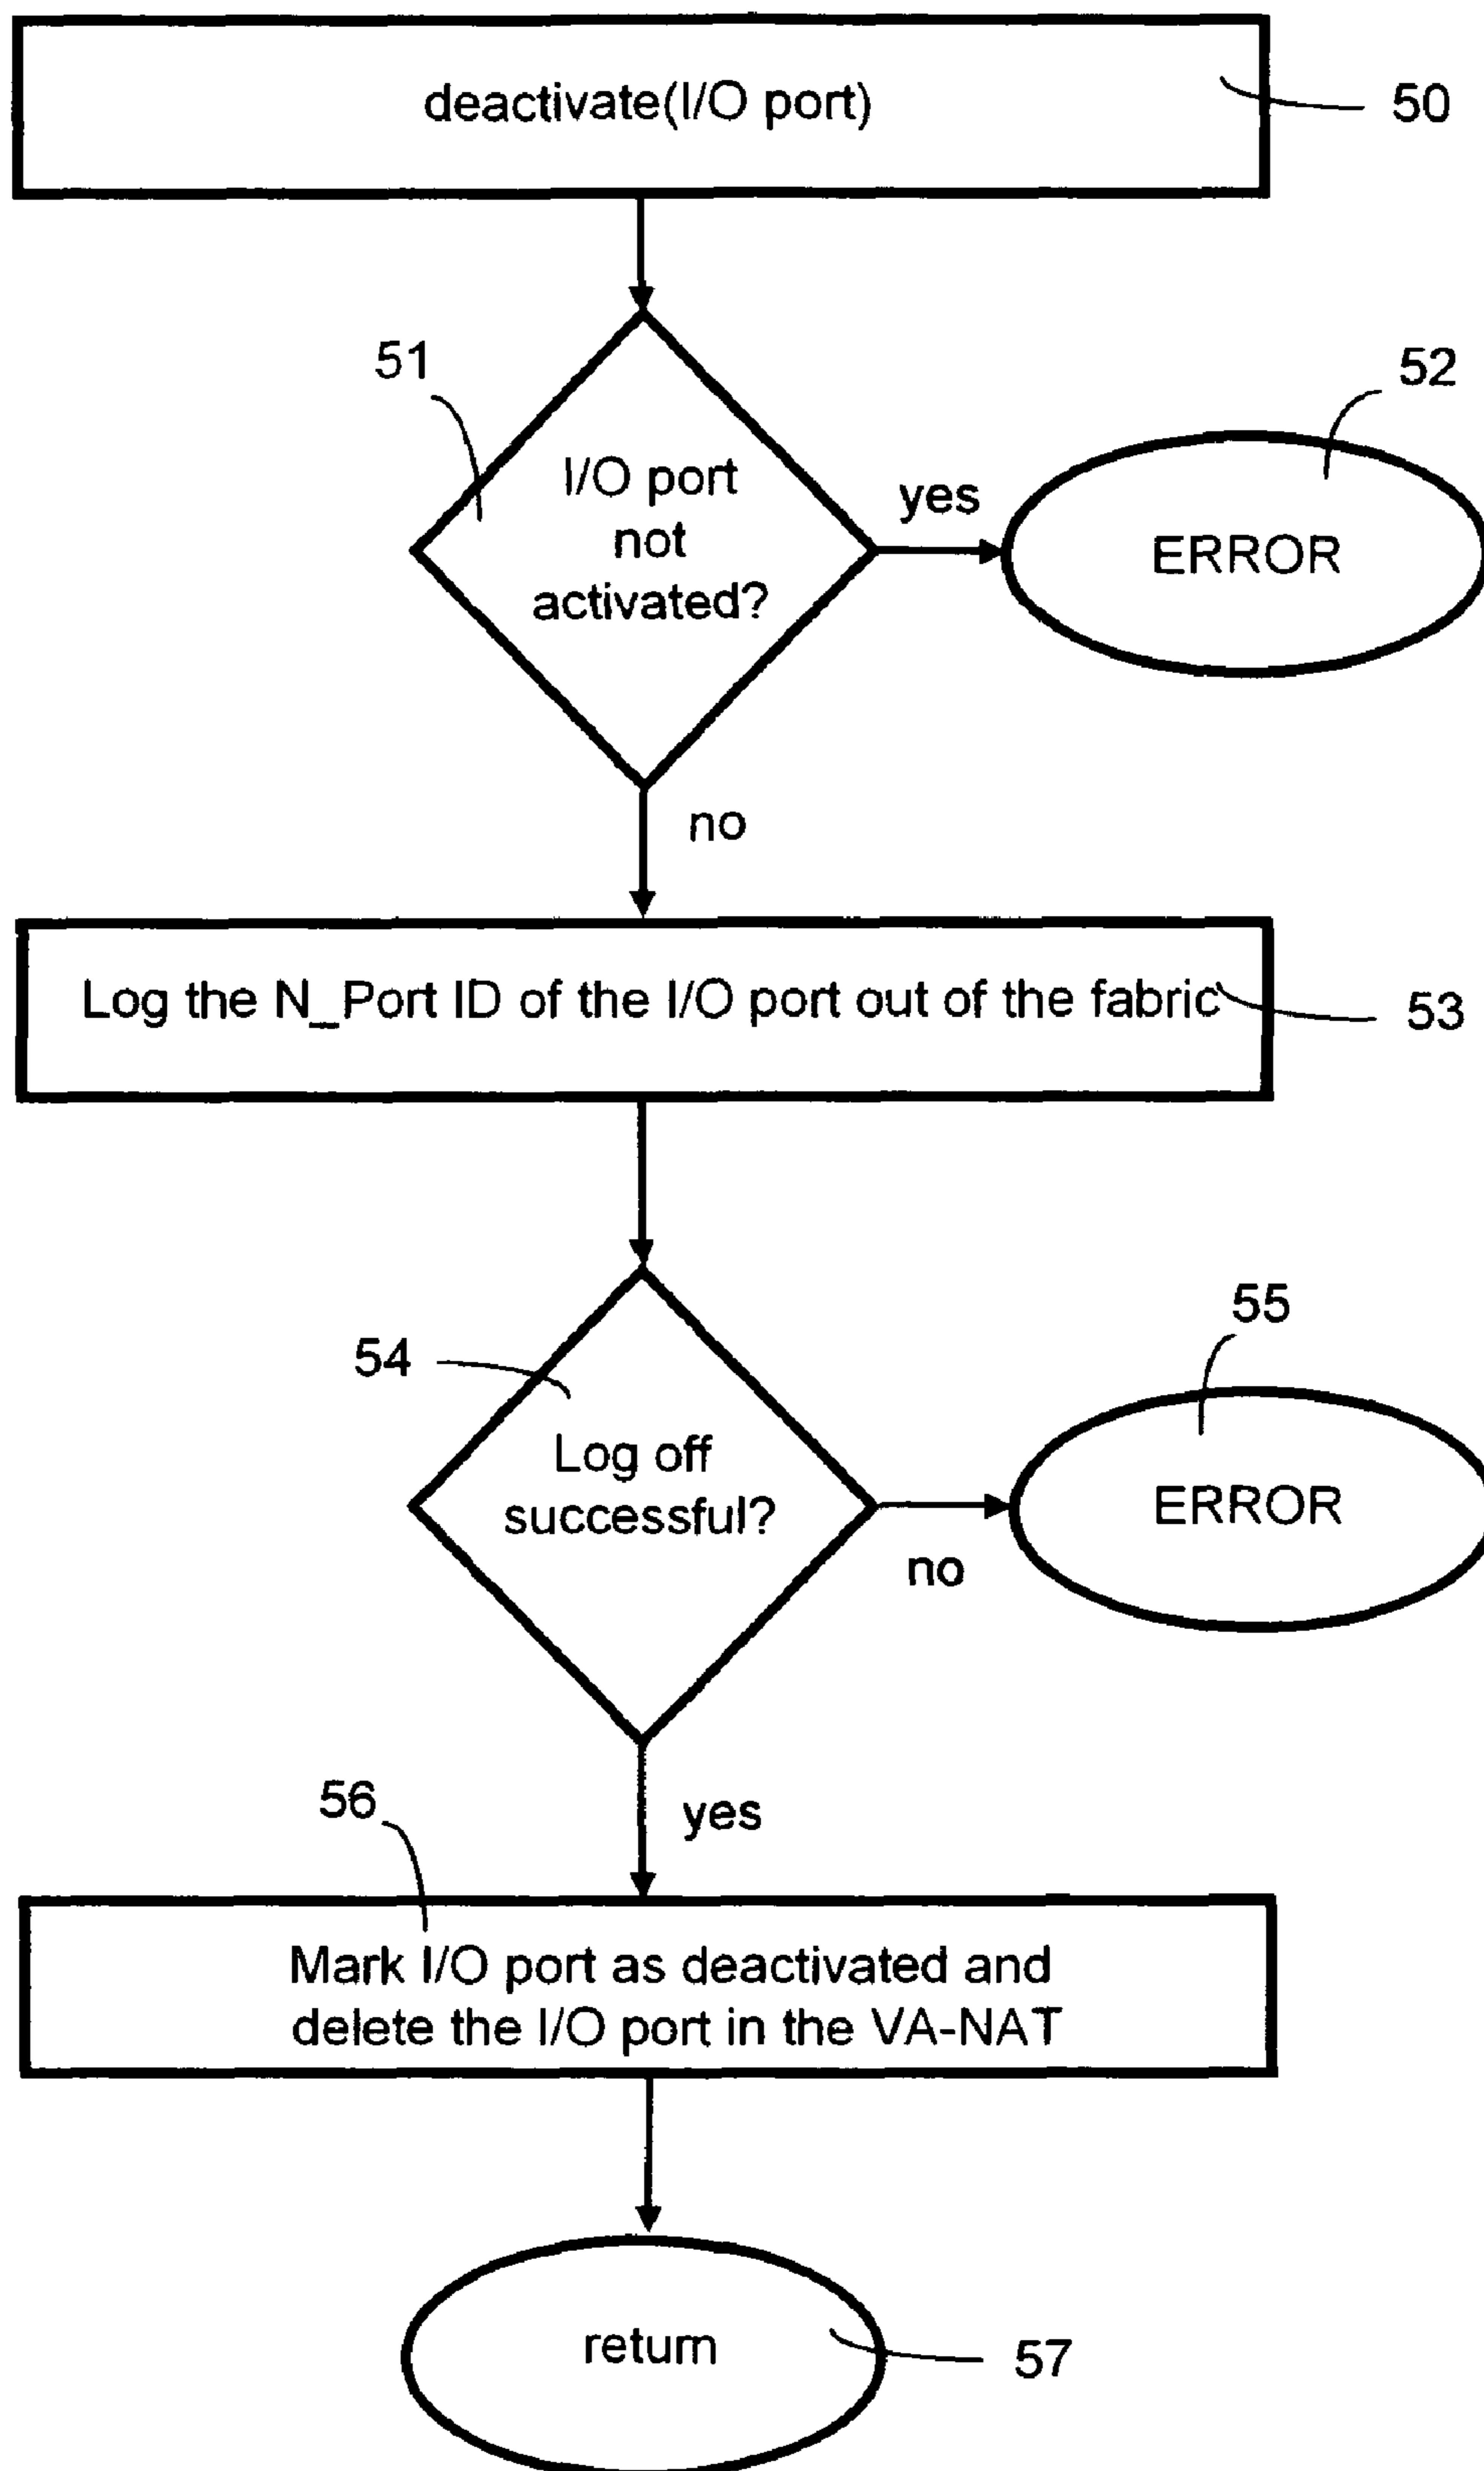 deactivate(I/O port)
50
51
I/O port
not
activated?
yes
52
ERROR
no
Log the N_Port ID of the I/O port out of the fabric
53
54
Log off
successful?
no
55
ERROR
yes
56
Mark I/O port as deactivated and
delete the I/O port in the VA-NAT
return
57